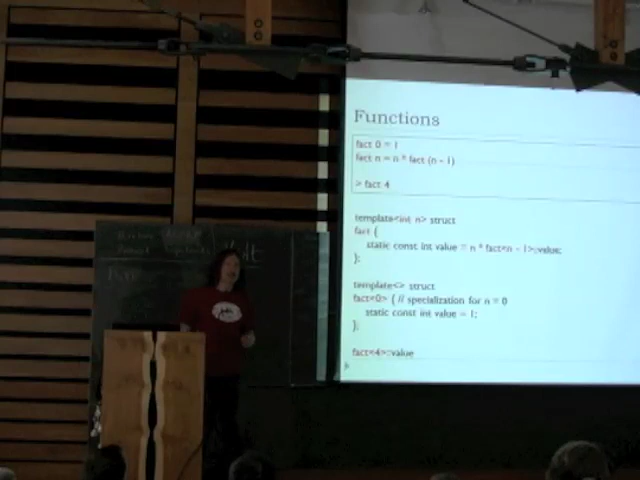 Functions
fact 0 = 1
fact n = n * fact (n - 1)
> fact 4
template<int n> struct
fact {
static const int value = n * fact<n - 1>::value;
};
template<> struct
fact<0> { // specialization for n = 0
static const int value = 1;
};
fact<4>::value